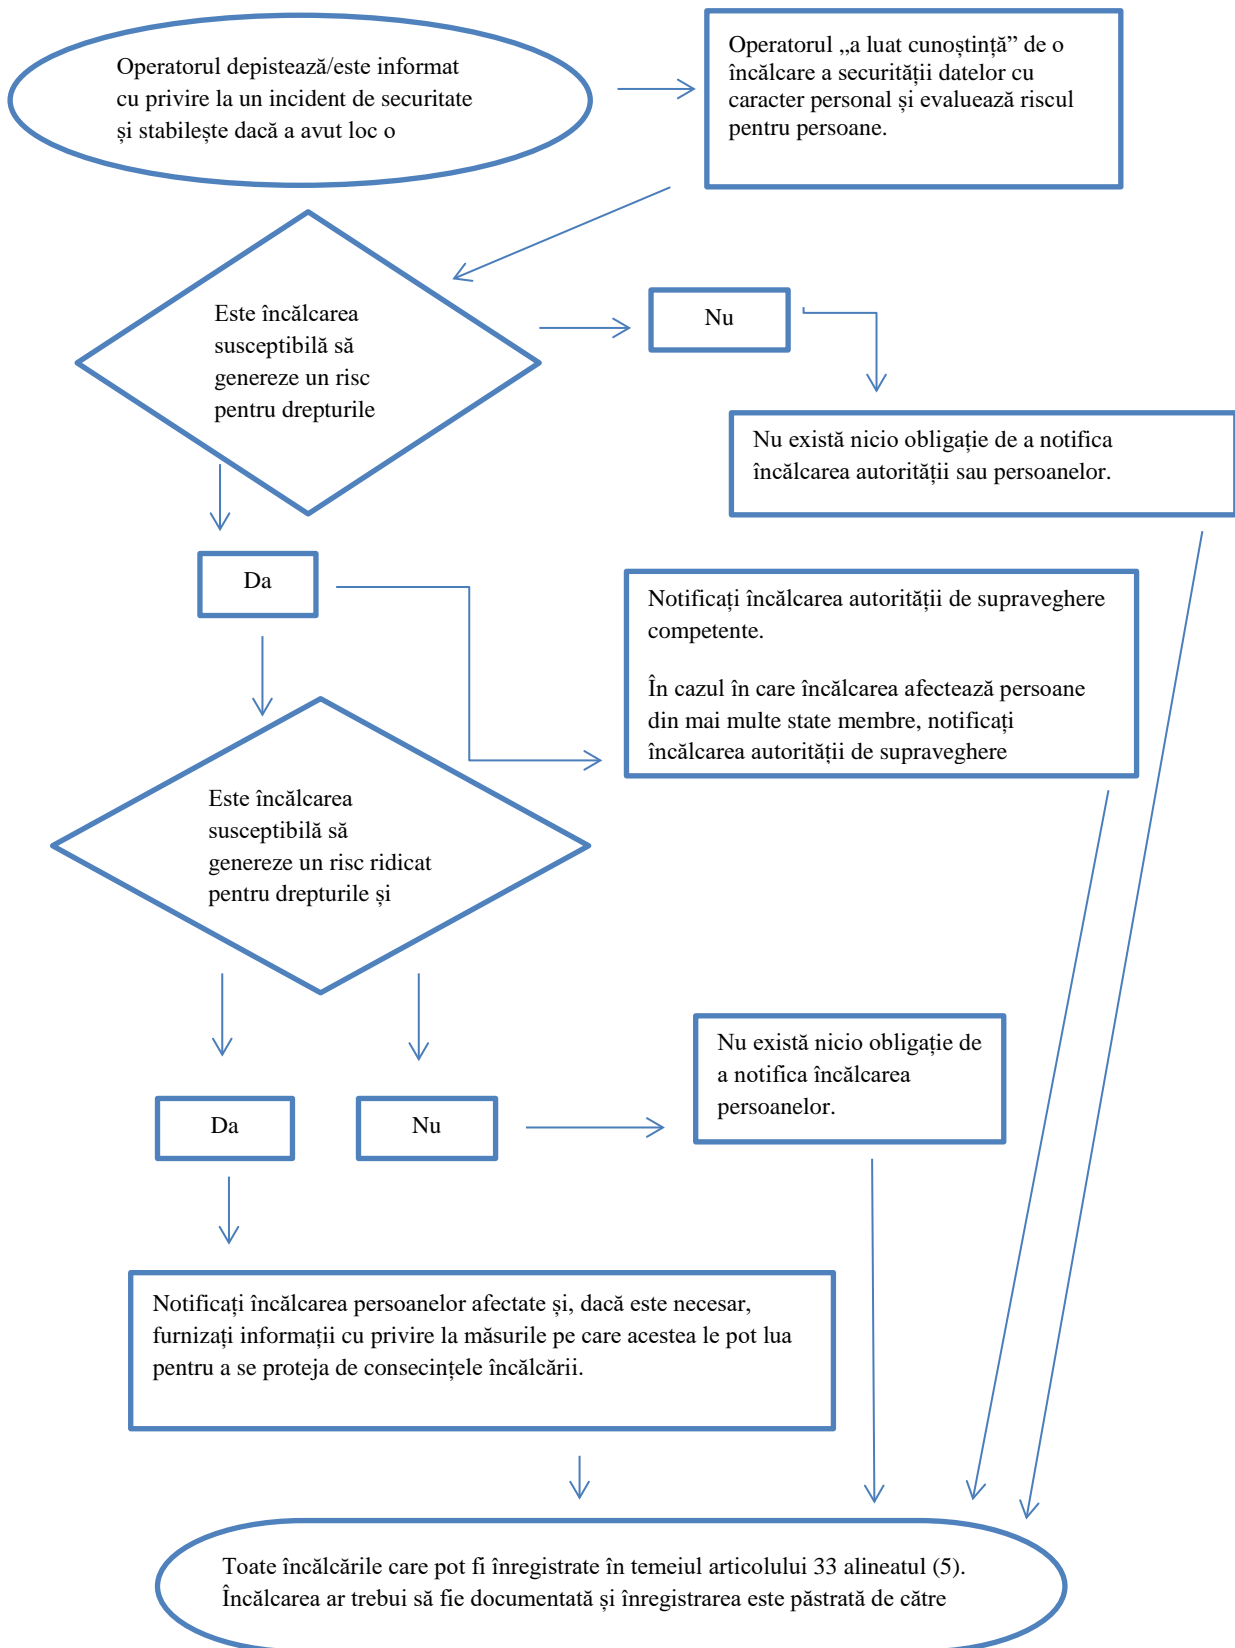 Operatorul depistează/este informat
cu privire la un incident de securitate
și stabilește dacă a avut loc o
Operatorul „a luat cunoștință” de o
încălcare a securității datelor cu
caracter personal și evaluează riscul
pentru persoane.
Este încălcarea
susceptibilă să
genereze un risc
pentru drepturile
Nu
Nu există nicio obligație de a notifica
încălcarea autorității sau persoanelor.
Da
Notificați încălcarea autorității de supraveghere
competente.
În cazul în care încălcarea afectează persoane
din mai multe state membre, notificați
încălcarea autorității de supraveghere
Este încălcarea
susceptibilă să
genereze un risc ridicat
pentru drepturile și
Da
Nu
Nu există nicio obligație de
a notifica încălcarea
persoanelor.
Notificați încălcarea persoanelor afectate și, dacă este necesar,
furnizați informații cu privire la măsurile pe care acestea le pot lua
pentru a se proteja de consecințele încălcării.
Toate încălcările care pot fi înregistrate în temeiul articolului 33 alineatul (5).
Încălcarea ar trebui să fie documentată și înregistrarea este păstrată de către